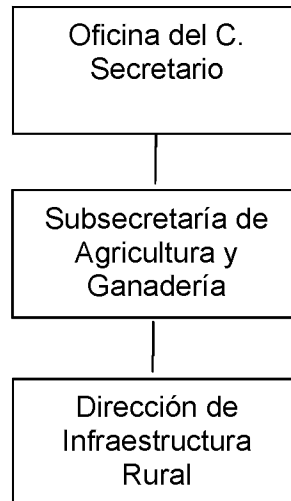 Oficina del C.
Secretario
Subsecretaría de
Agricultura y
Ganadería
Dirección de
Infraestructura
Rural